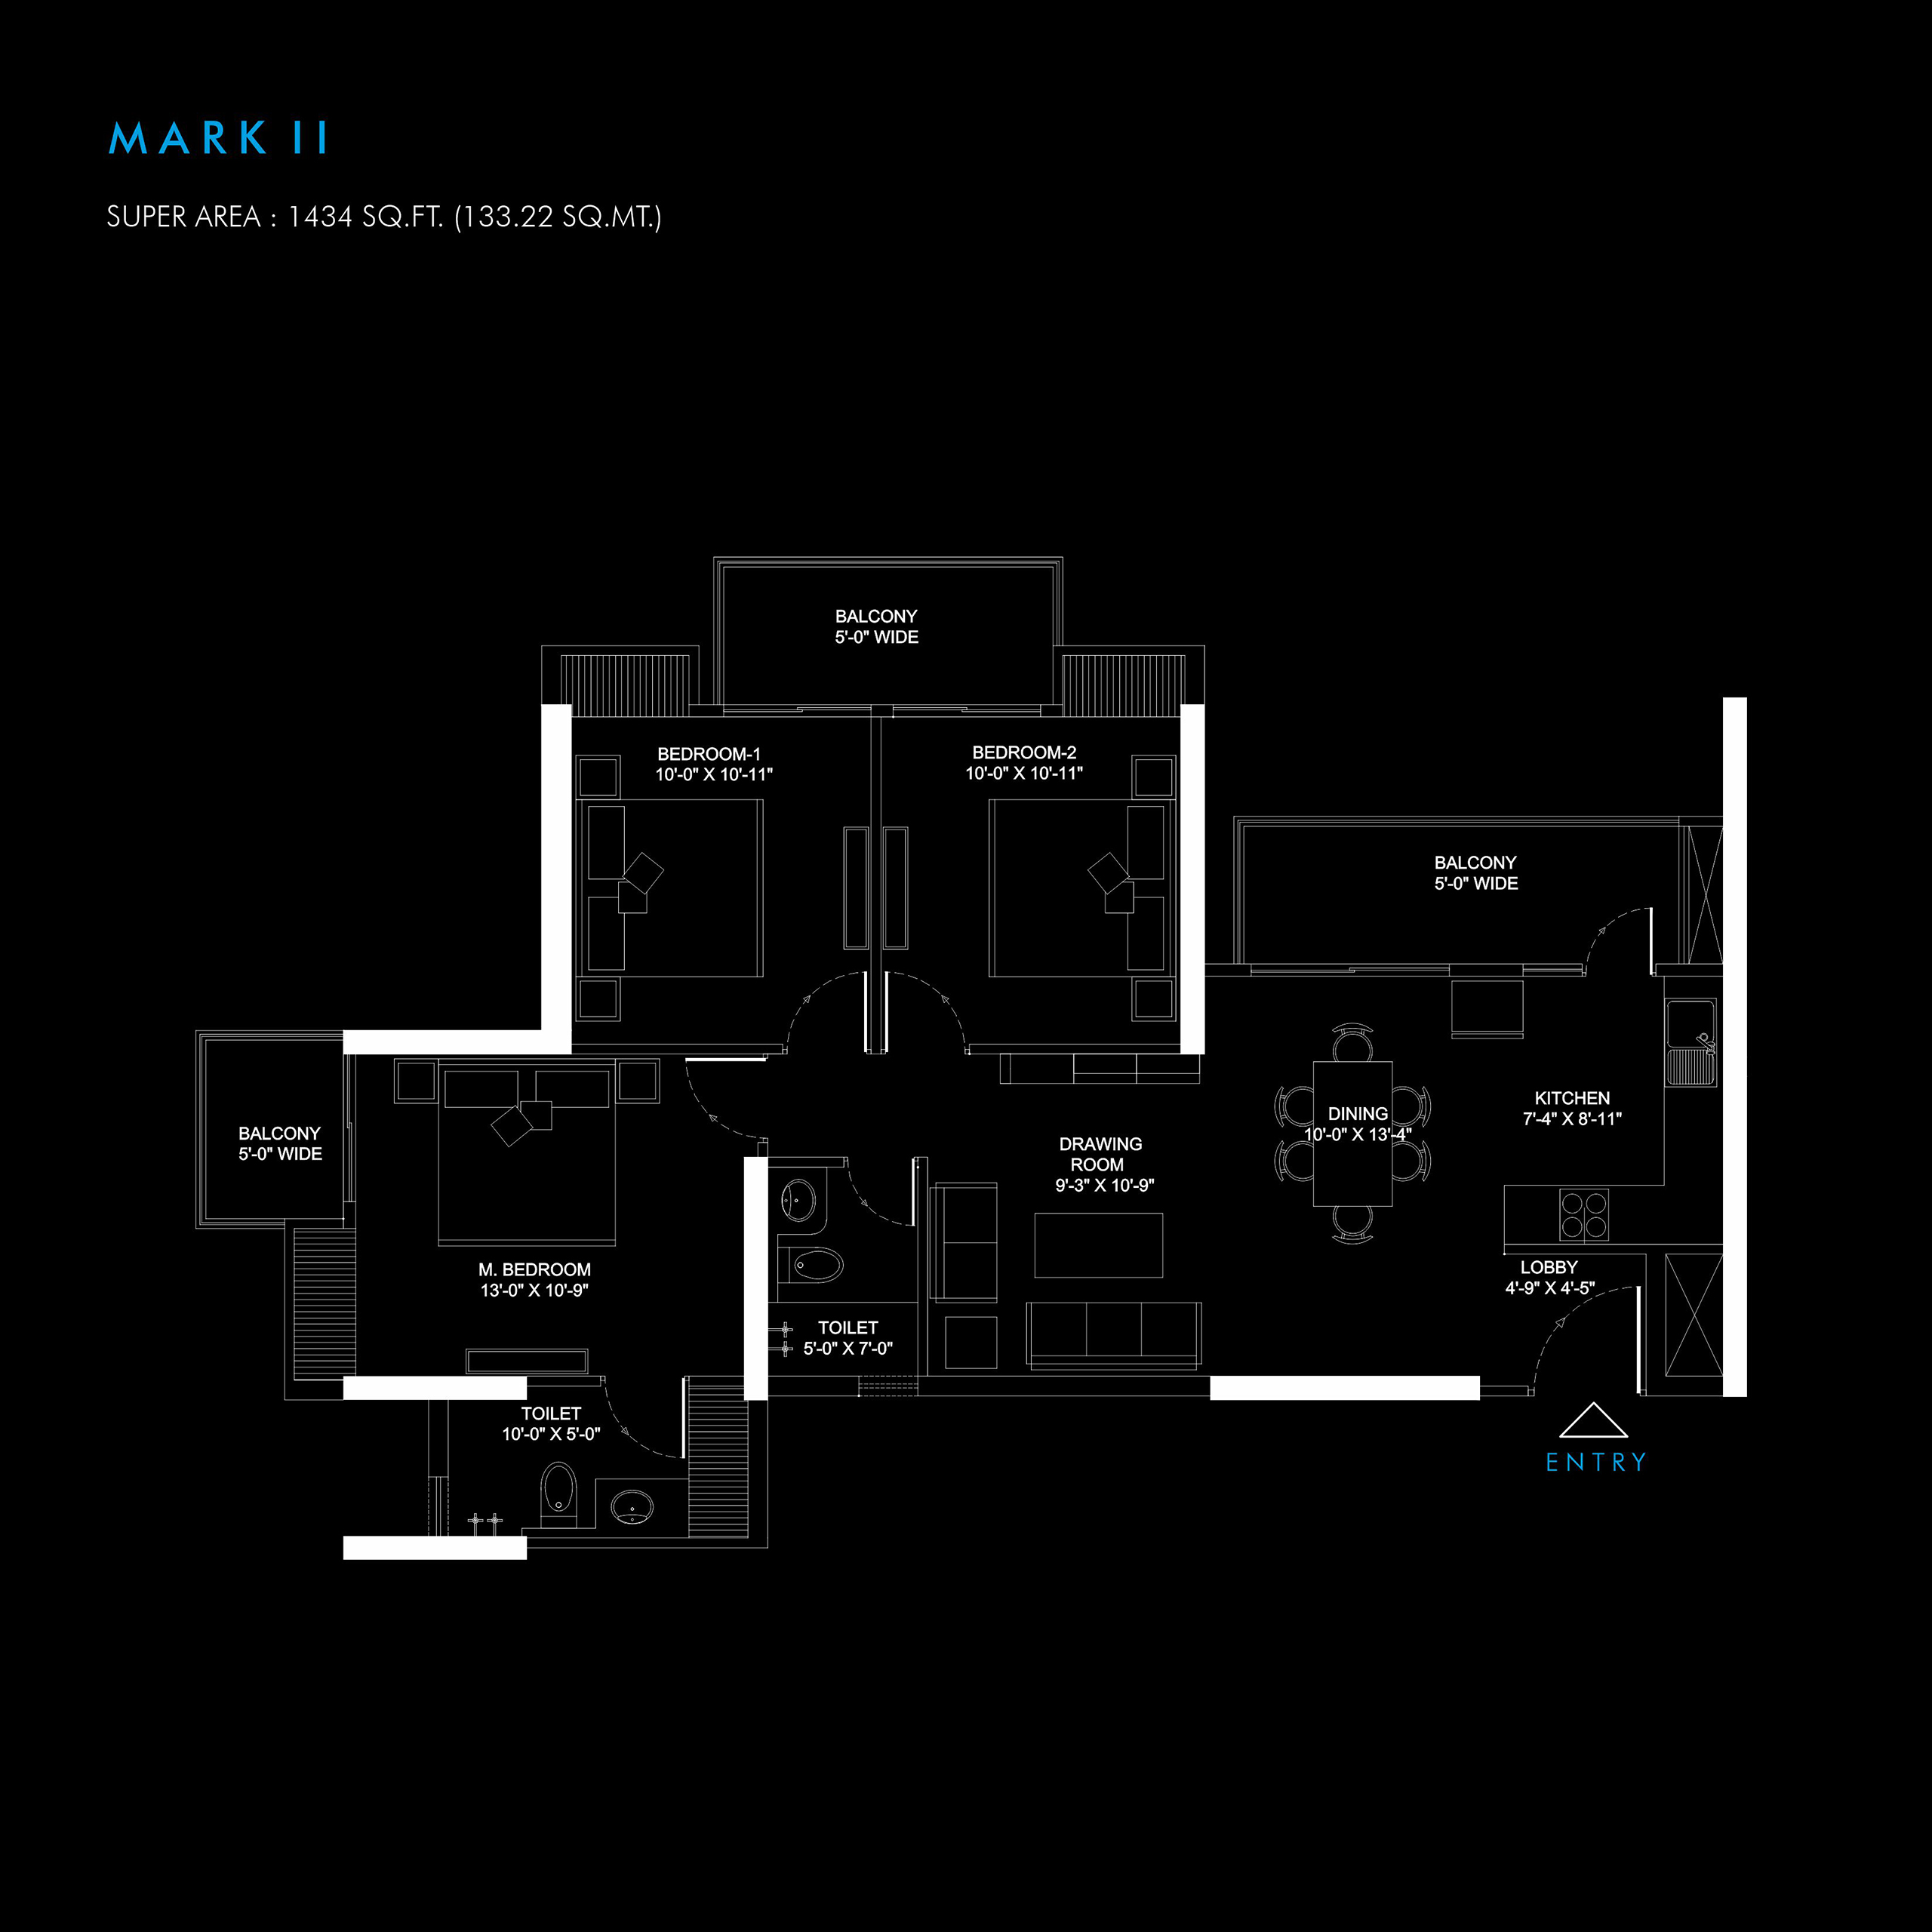 MARK II
SUPER AREA : 1434 SQ.FT. (133.22 SQ.MT.)
BALCONY
5'-0" WIDE
BEDROOM-1
10'-0" X 10'-11"
BEDROOM-2
10'-0" X 10'-11"
BALCONY
5'-0" WIDE
BALCONY
5'-0" WIDE
DRAWING
ROOM
9'-3" X 10'-9"
DINING
10'-0" X 13'-4"
KITCHEN
7'-4" X 8'-11"
M. BEDROOM
13'-0" X 10'-9"
LOBBY
4'-9" X 4'-5"
TOILET
5'-0" X 7'-0"
TOILET
10'-0" X 5'-0"
ENTRY